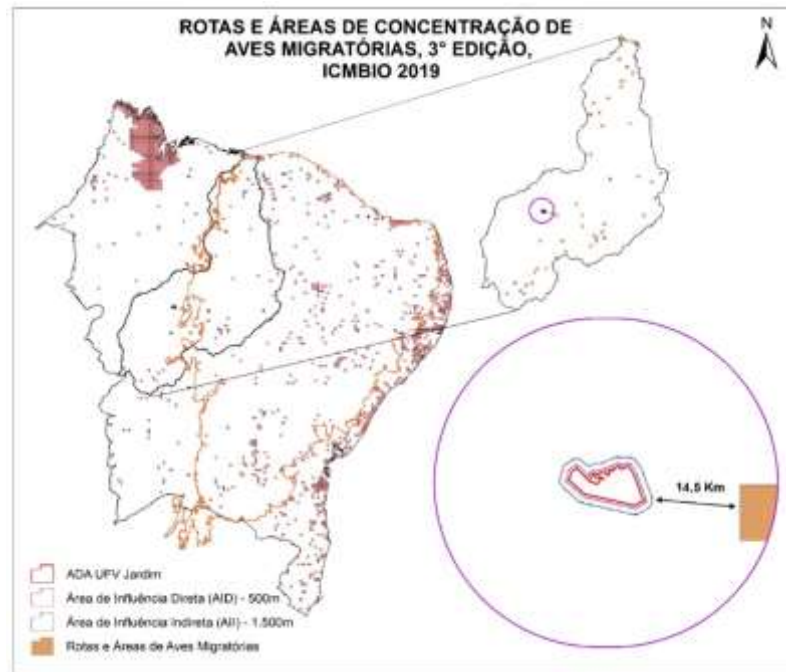 ROTAS E ÁREAS DE CONCENTRAÇÃO DE
AVES MIGRATÓRIAS, 3º EDIÇÃO,
ICMBIO 2019
N
14,5 Km
ADA UFV Jardim
Área de Influência Direta (AID) - 500m
Área de Influência Indireta (AII) - 1.500m
Rotas e Áreas de Aves Migratórias